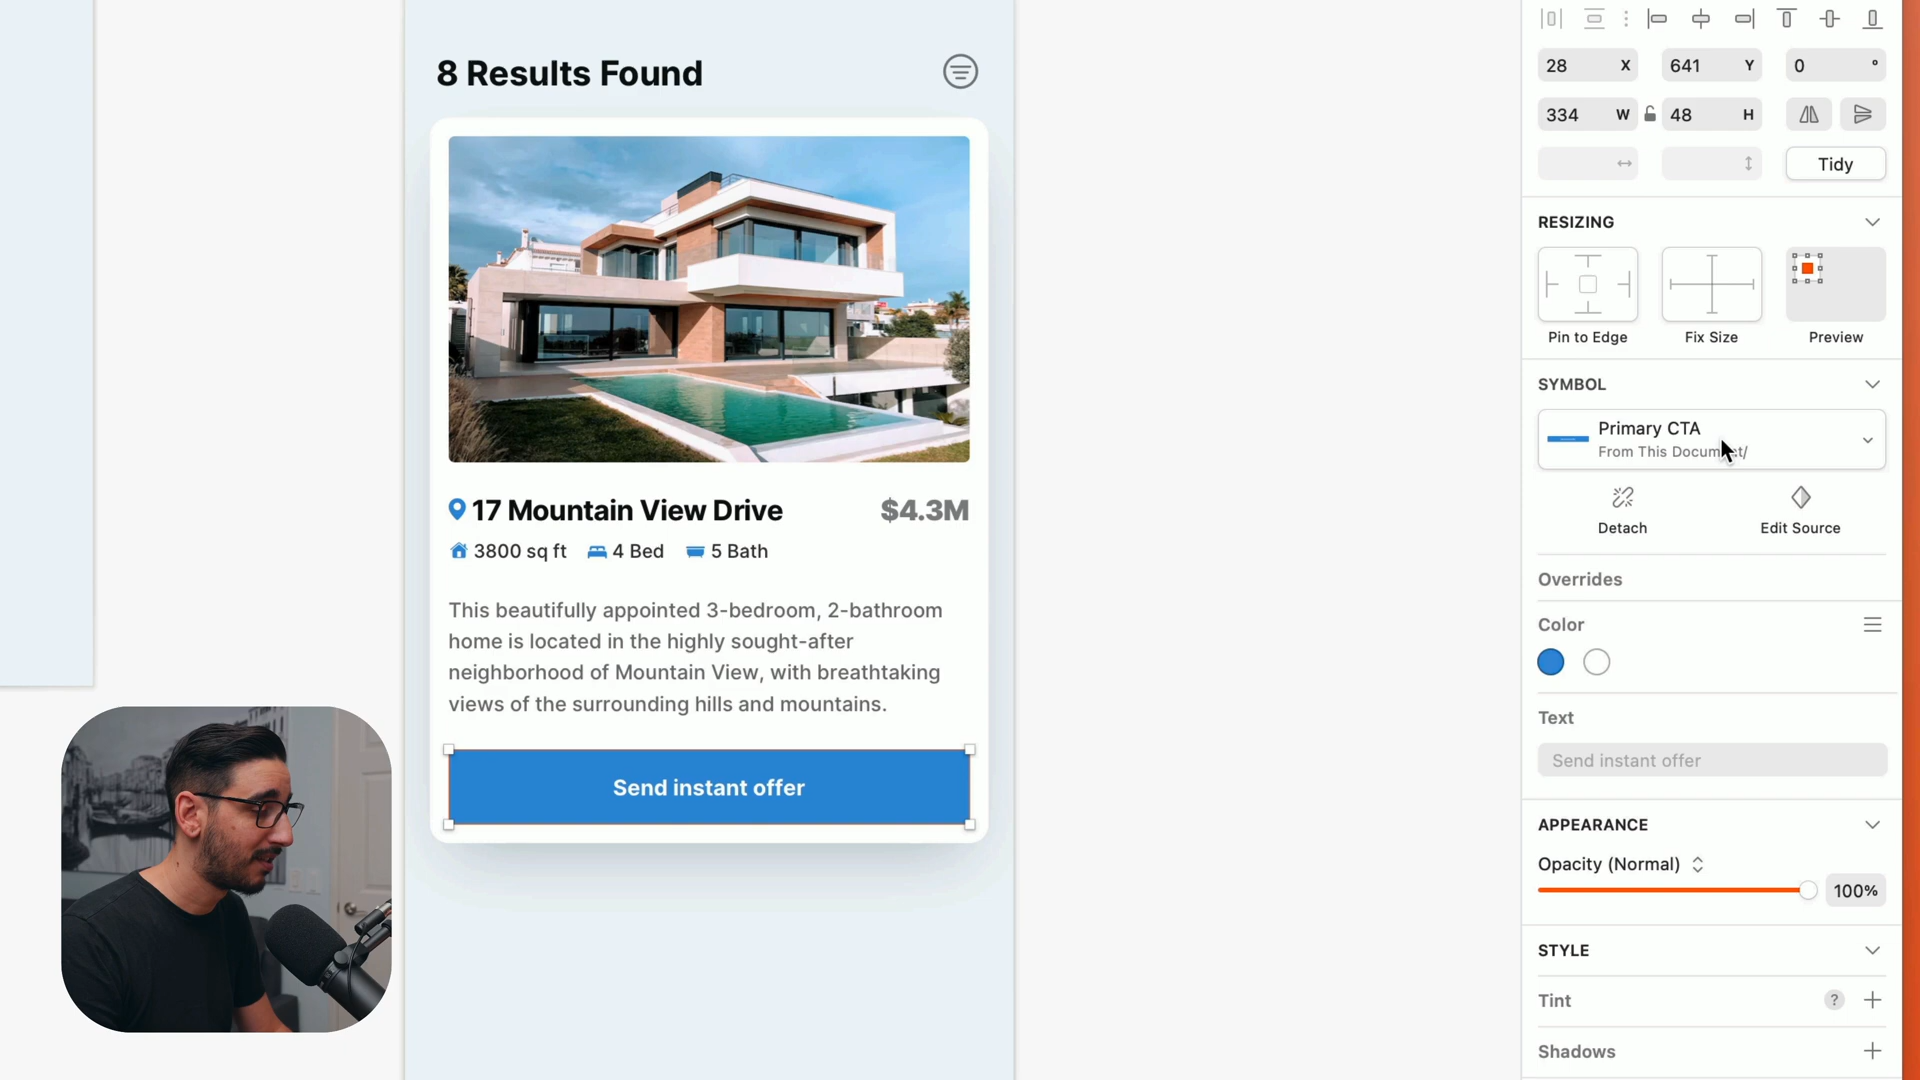 8 Results Found
17 Mountain View Drive
$4.3M
3800 sq ft
4 Bed
5 Bath
This beautifully appointed 3-bedroom, 2-bathroom
home is located in the highly sought-after
neighborhood of Mountain View, with breathtaking
views of the surrounding hills and mountains.
Send instant offer
28 X
641 Y
0 °
334 W
48 H
Tidy
RESIZING
Pin to Edge
Fix Size
Preview
SYMBOL
Primary CTA
From This Document/
Detach
Edit Source
Overrides
Color
Text
Send instant offer
APPEARANCE
Opacity (Normal)
100%
STYLE
Tint
?
Shadows